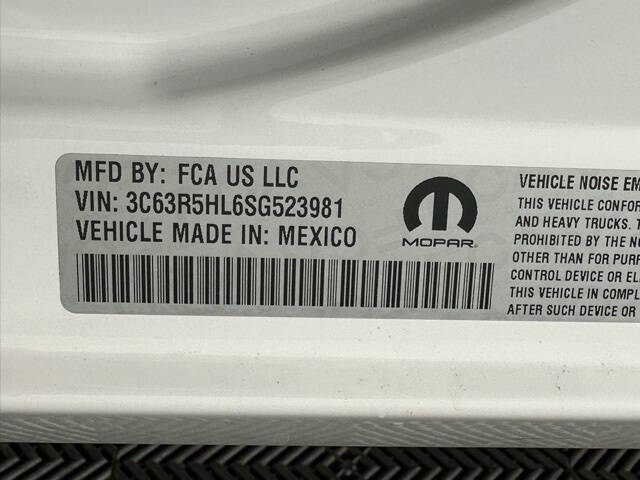 MFD BY: FCA US LLC
VIN: 3C63R5HL6SG523981
VEHICLE MADE IN: MEXICO
MOPAR
VEHICLE NOISE EM
THIS VEHICLE CONFOR
AND HEAVY TRUCKS. T
PROHIBITED BY THE NO
OTHER THAN FOR PURP
CONTROL DEVICE OR EL
THIS VEHICLE IN COMPL
AFTER SUCH DEVICE OR